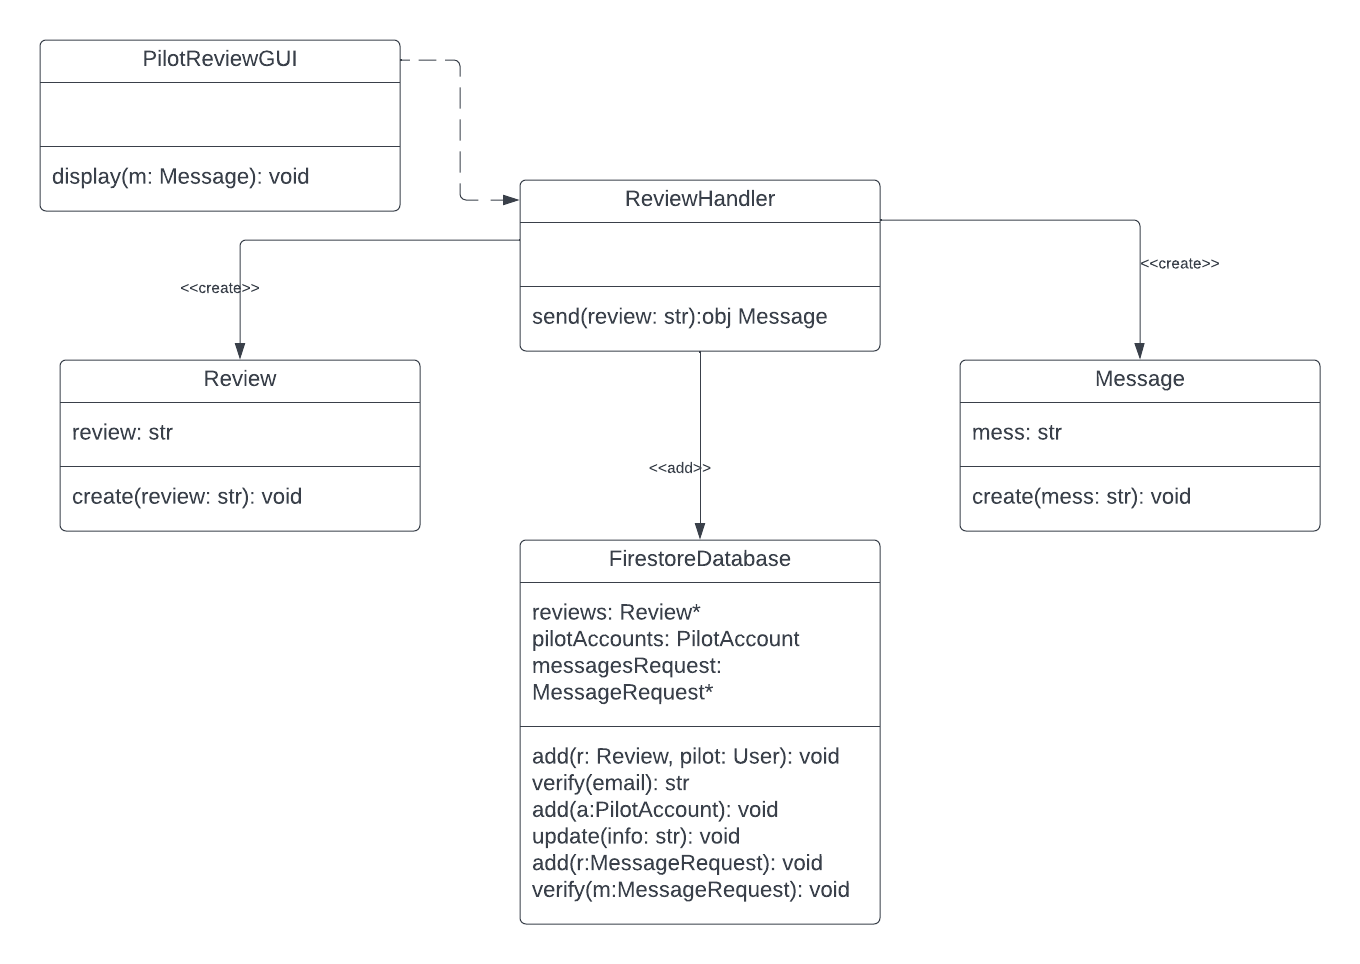 PilotReviewGUI
display(m: Message): void
ReviewHandler
send(review: str):obj Message
<<create>>
<<create>>
Review
review: str
create(review: str): void
Message
mess: str
create(mess: str): void
<<add>>
FirestoreDatabase
reviews: Review*
pilotAccounts: PilotAccount
messagesRequest:
MessageRequest*
add(r: Review, pilot: User): void
verify(email): str
add(a:PilotAccount): void
update(info: str): void
add(r:MessageRequest): void
verify(m:MessageRequest): void